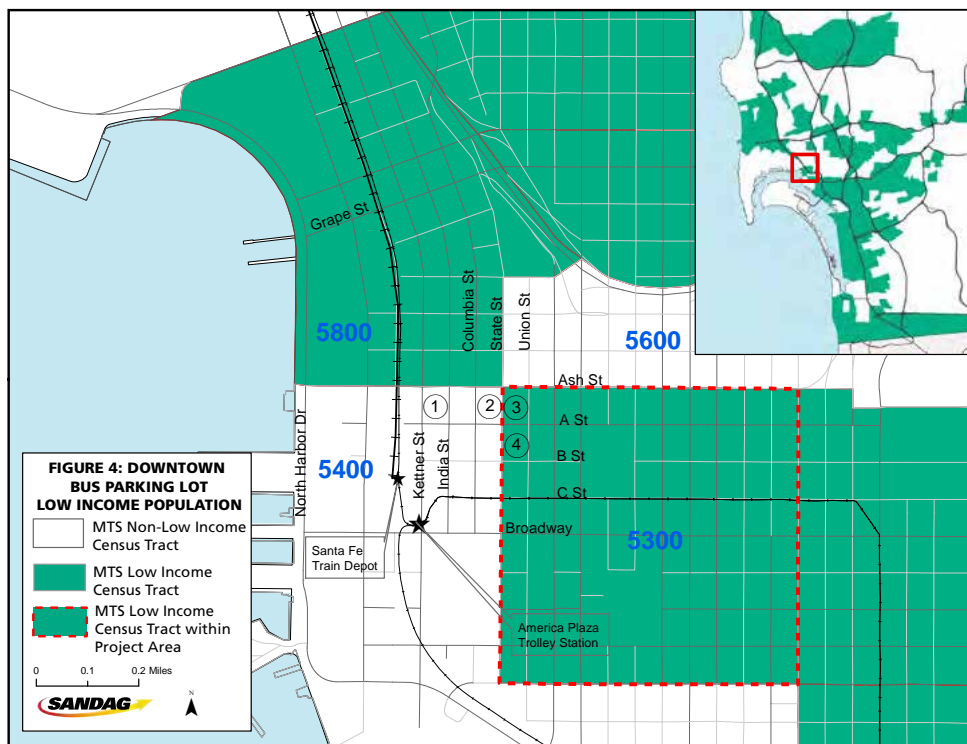 Grape St
Columbia St
State St
Union St
5800
5600
Ash St
1
2
3
A St
4
B St
5400
North Harbor Dr
Kettner St
India St
C St
Broadway
5300
Santa Fe
Train Depot
America Plaza
Trolley Station
FIGURE 4: DOWNTOWN
BUS PARKING LOT
LOW INCOME POPULATION
MTS Non-Low Income
Census Tract
MTS Low Income
Census Tract
MTS Low Income
Census Tract within
Project Area
0 0.1 0.2 Miles
SANDAG
N